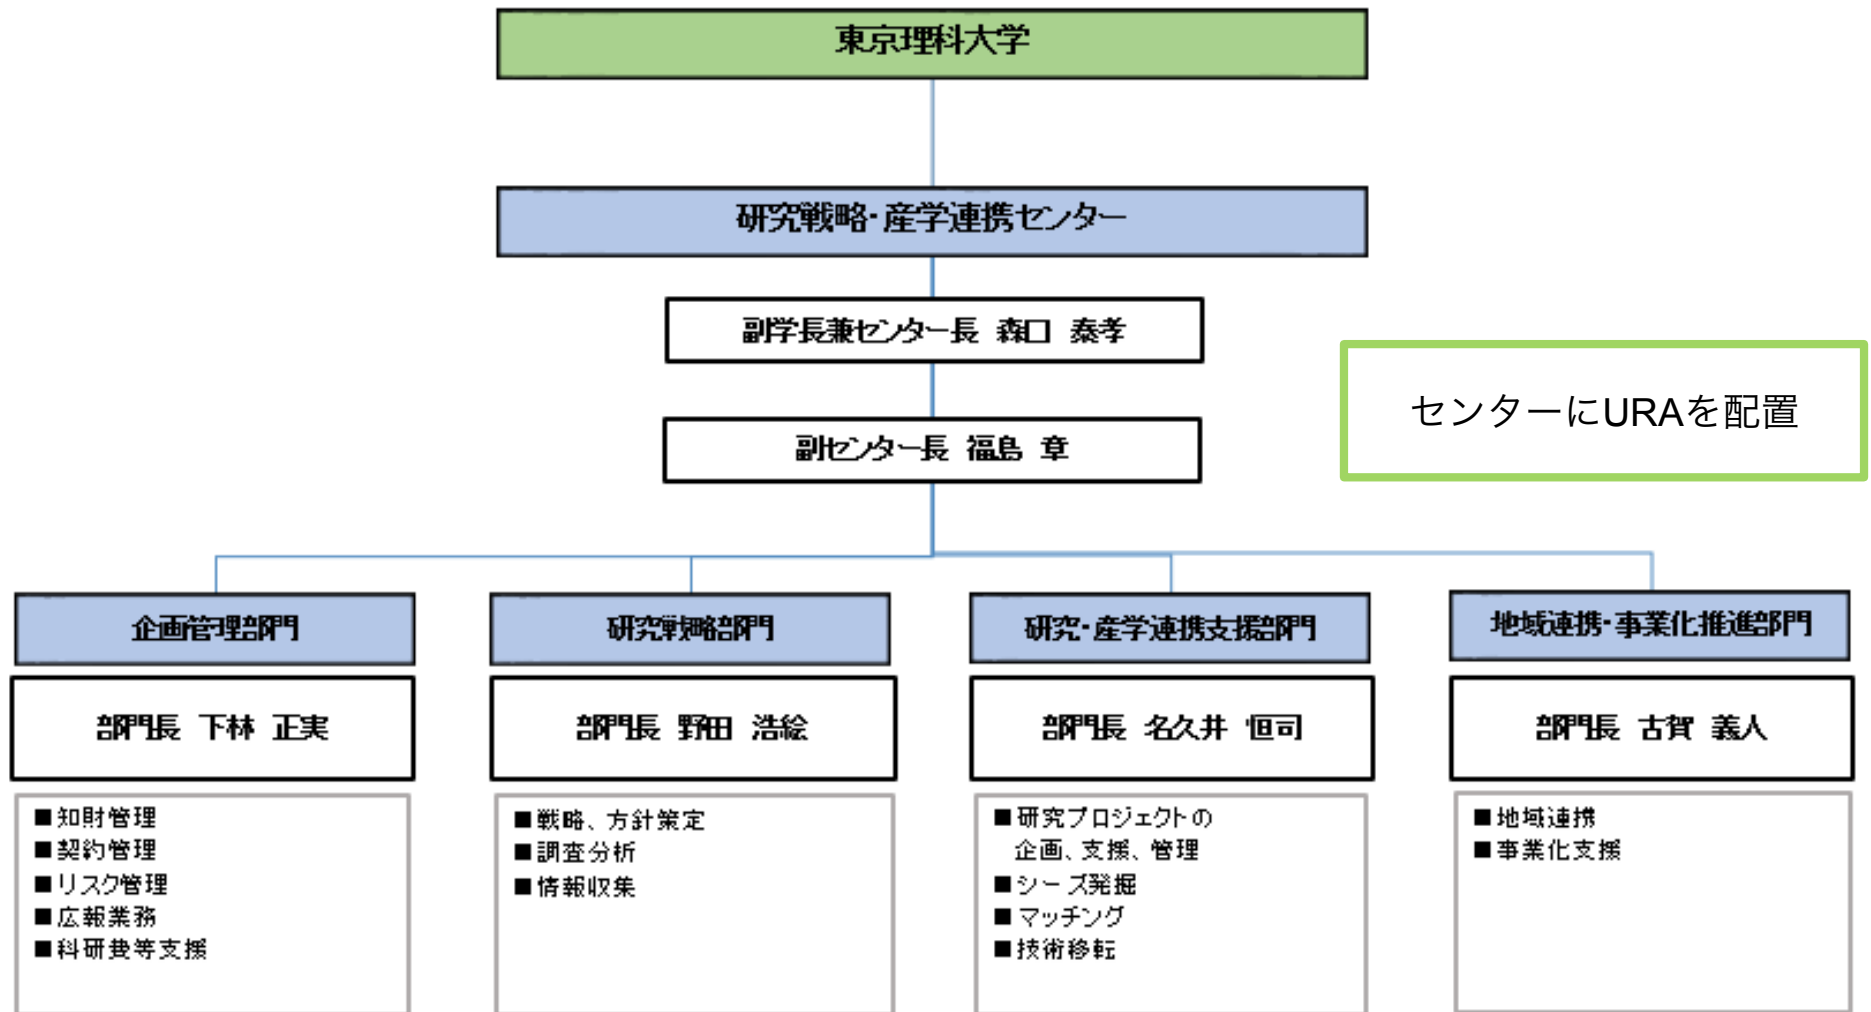 東京理科大学
研究戦略・産学連携センター
副学長兼センター長 森口 泰孝
センターにURAを配置
副センター長 福島 章
企画管理部門
研究戦略部門
研究・産学連携支援部門
地域連携・事業化推進部門
部門長 下林 正実
部門長 野田 浩絵
部門長 名久井 恒司
部門長 古賀 義人
■知財管理
■契約管理
■リスク管理
■広報業務
■科研費等支援
■戦略、方針策定
■調査分析
■情報収集
■研究プロジェクトの
企画、支援、管理
■シーズ発掘
■マッチング
■技術移転
■地域連携
■事業化支援